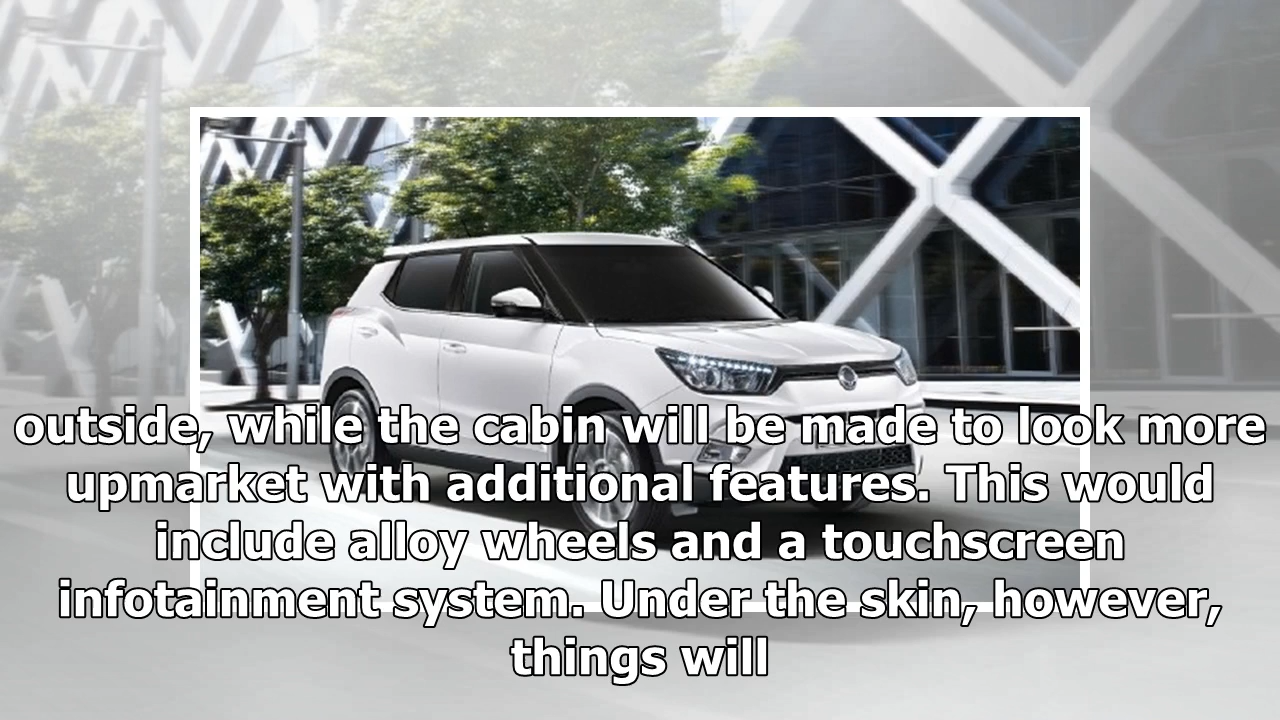 outside, while the cabin will be made to look more
upmarket with additional features. This would
include alloy wheels and a touchscreen
infotainment system. Under the skin, however,
things will